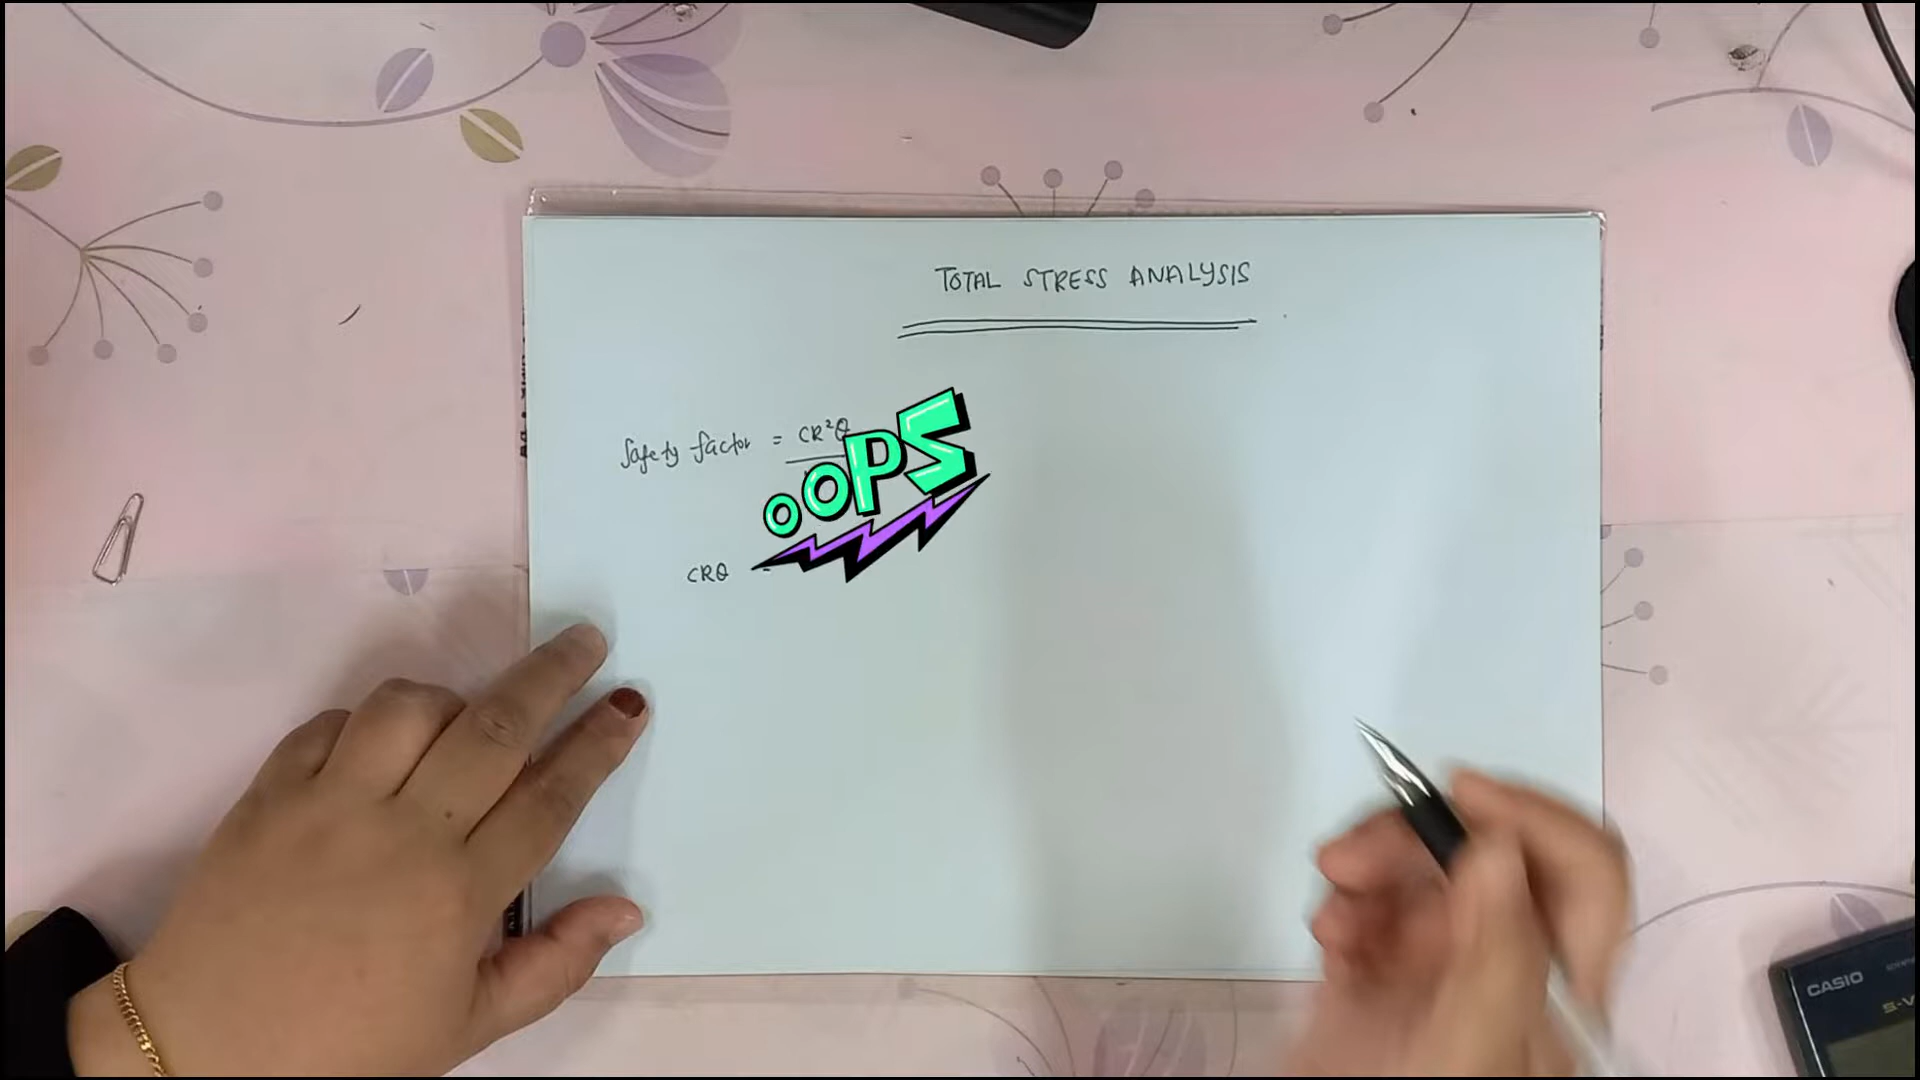 TOTAL STRESS ANALYSIS
Safety factor = CR²θ
OOPS
CRθ
CASIO
S-V